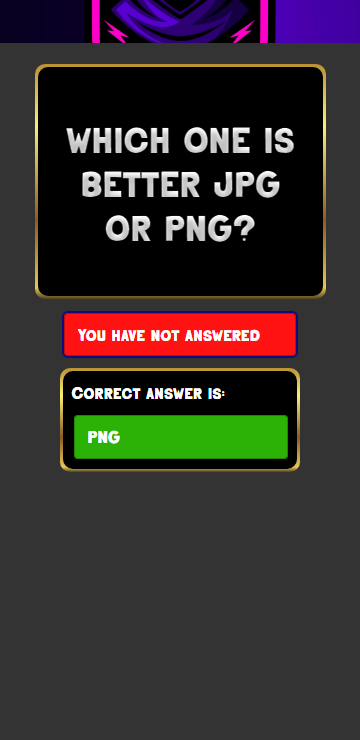 WHICH ONE IS
BETTER JPG
OR PNG?
YOU HAVE NOT ANSWERED
CORRECT ANSWER IS:
PNG